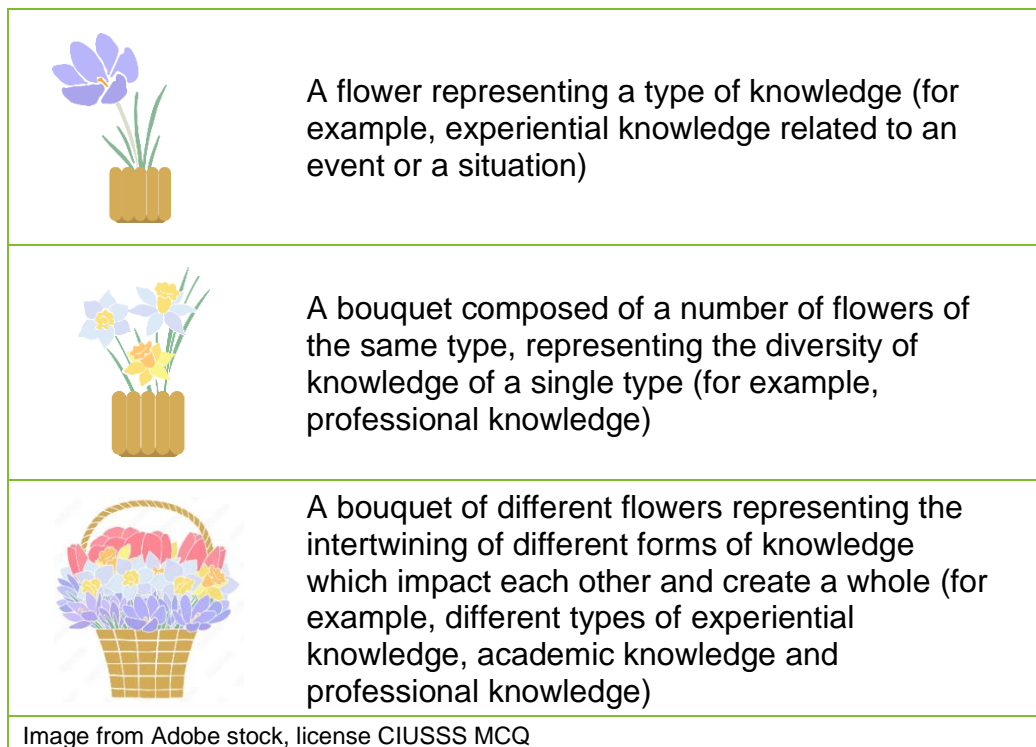 A flower representing a type of knowledge (for
example, experiential knowledge related to an
event or a situation)
A bouquet composed of a number of flowers of
the same type, representing the diversity of
knowledge of a single type (for example,
professional knowledge)
A bouquet of different flowers representing the
intertwining of different forms of knowledge
which impact each other and create a whole (for
example, different types of experiential
knowledge, academic knowledge and
professional knowledge)
Image from Adobe stock, license CIUSSS MCQ